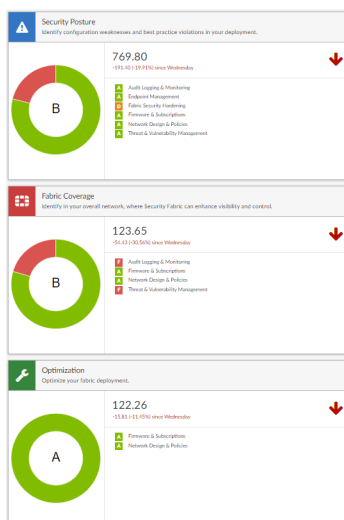 Security Posture
Identify configuration weaknesses and best practice violations in your deployment.
B
769.80
-191.40 (-19.91%) since Wednesday
A Audit Logging & Monitoring
A Endpoint Management
D Fabric Security Hardening
A Firmware & Subscriptions
A Network Design & Policies
A Threat & Vulnerability Management
Fabric Coverage
Identify in your overall network, where Security Fabric can enhance visibility and control.
B
123.65
-54.43 (-30.56%) since Wednesday
F Audit Logging & Monitoring
A Firmware & Subscriptions
A Network Design & Policies
F Threat & Vulnerability Management
Optimization
Optimize your fabric deployment.
A
122.26
-15.81 (-11.45%) since Wednesday
A Firmware & Subscriptions
A Network Design & Policies